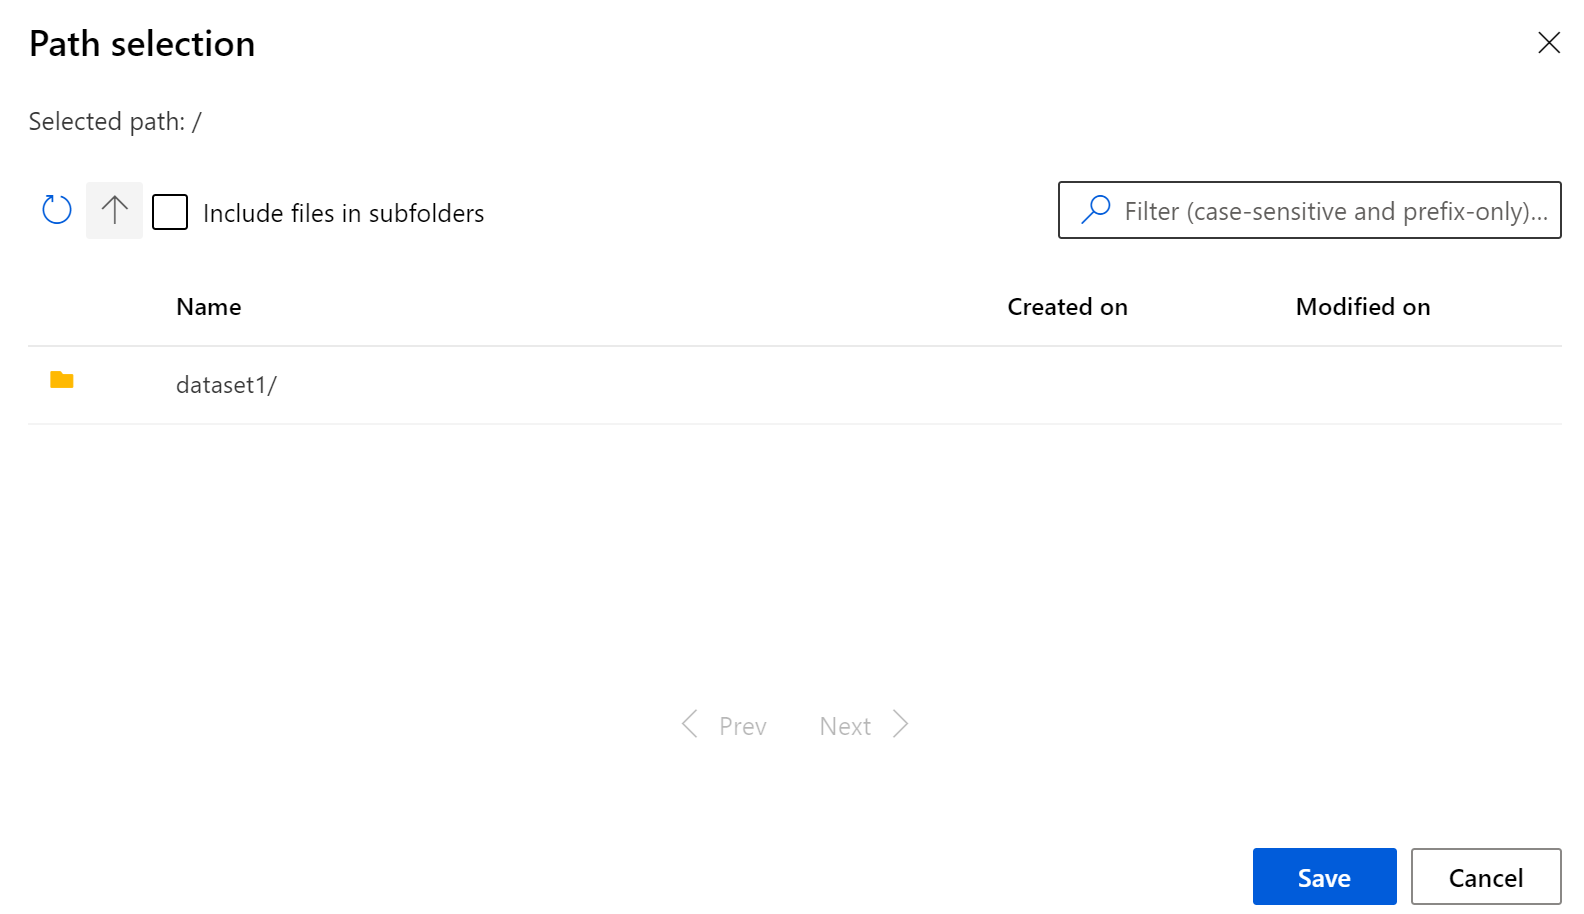 Path selection
Selected path: /
Include files in subfolders
Filter (case-sensitive and prefix-only)...
Name Created on Modified on
dataset1/
Prev Next
Save Cancel